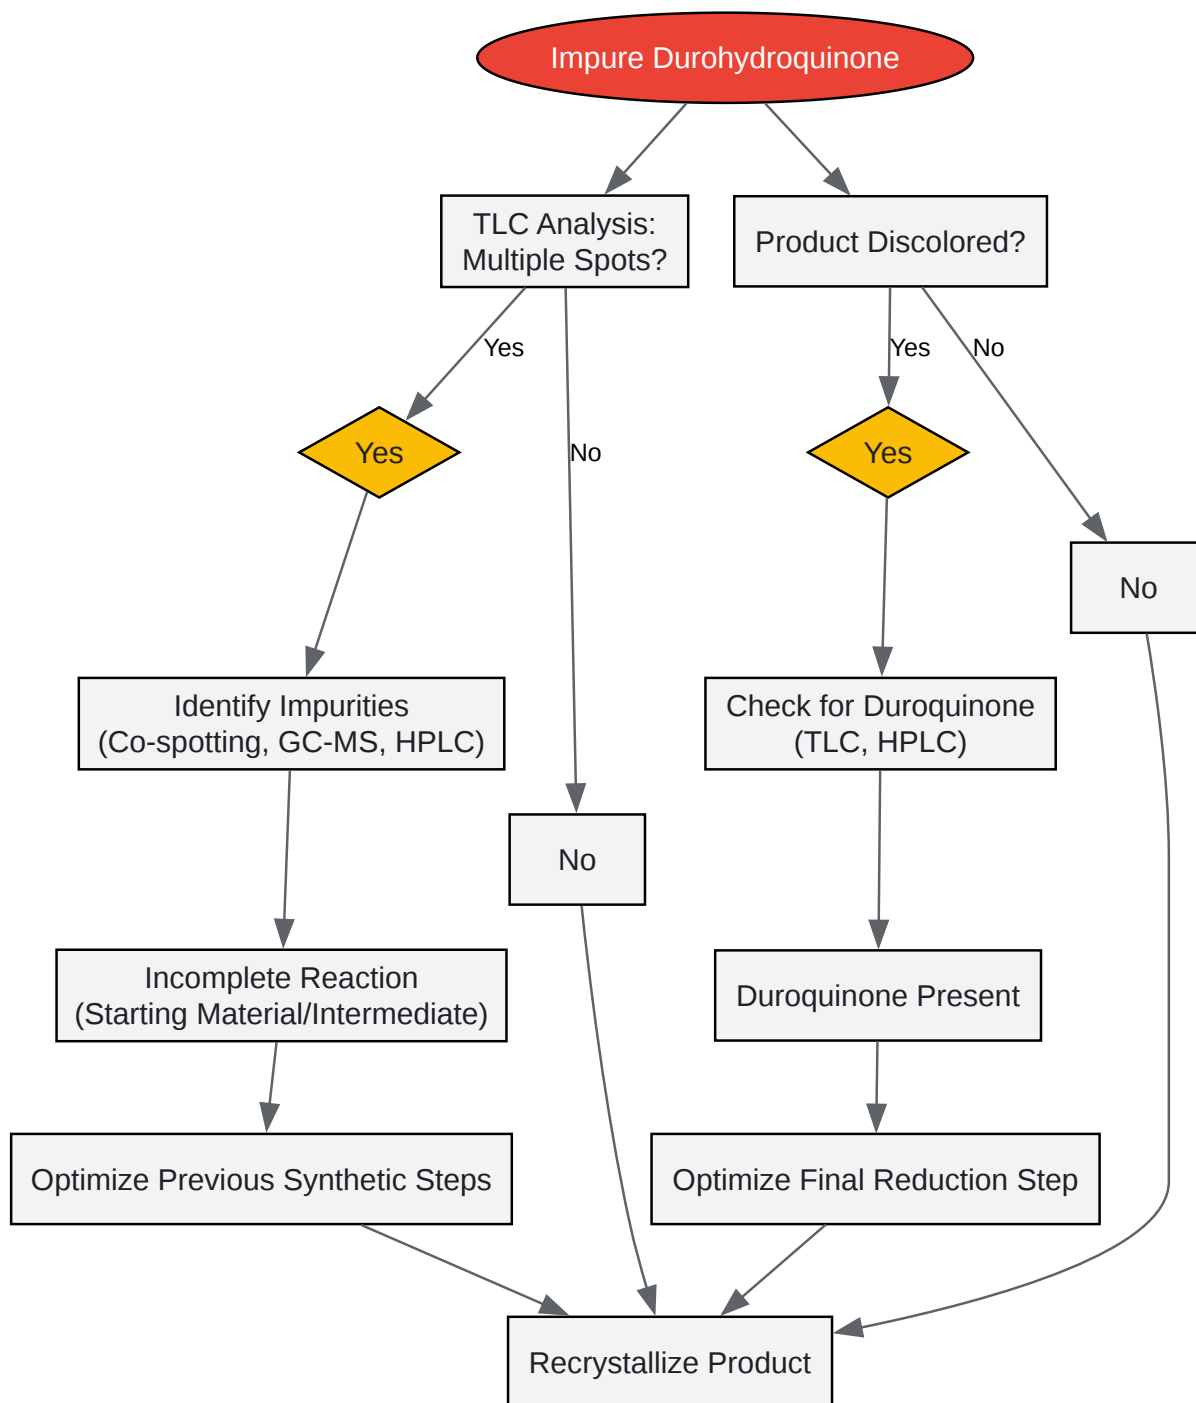 Impure Durohydroquinone
TLC Analysis:
Multiple Spots?
Product Discolored?
Yes
Yes
No
Yes
No
Yes
No
Identify Impurities
(Co-spotting, GC-MS, HPLC)
Check for Duroquinone
(TLC, HPLC)
No
Incomplete Reaction
(Starting Material/Intermediate)
Duroquinone Present
Optimize Previous Synthetic Steps
Optimize Final Reduction Step
Recrystallize Product